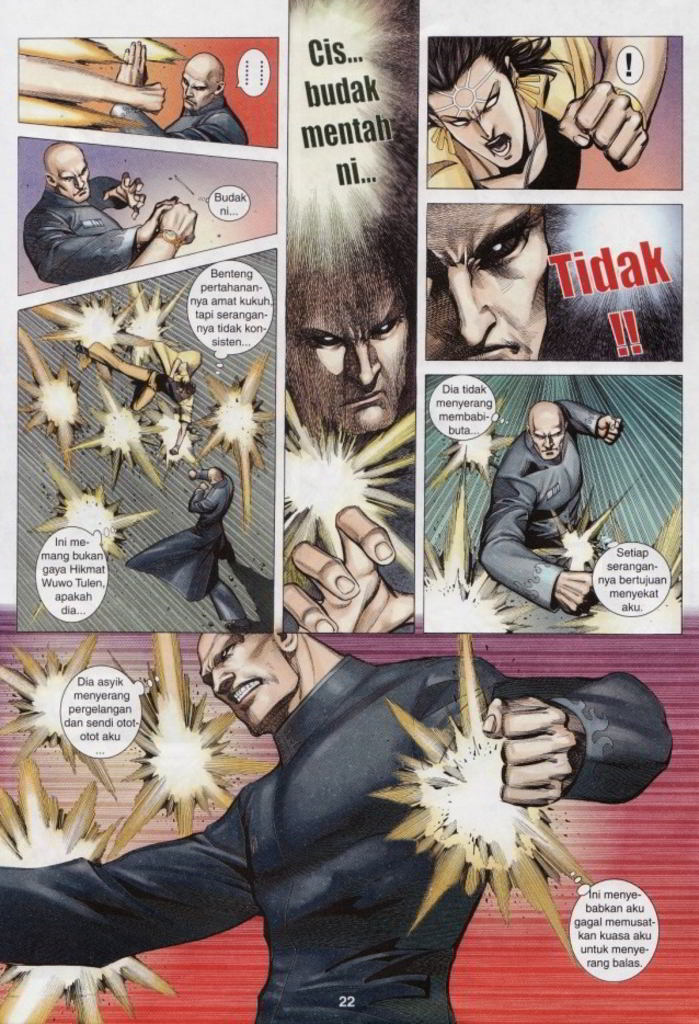 ......
Budak
ni...
Benteng
pertahanan-
nya amat kukuh,
tapi serangan-
nya tidak kon-
sisten...
Ini me-
mang bukan
gaya Hikmat
Wuwo Tulen,
apakah
dia...
Cis...
budak
mentah
ni...
!
Tidak
!!
Dia tidak
menyerang
membabi-
buta...
Setiap
serangan-
nya bertujuan
menyekat
aku.
Dia asyik
menyerang
pergelangan
dan sendi otot-
otot aku
...
Ini menye-
babkan aku
gagal memusat-
kan kuasa aku
untuk menye-
rang balas.
22